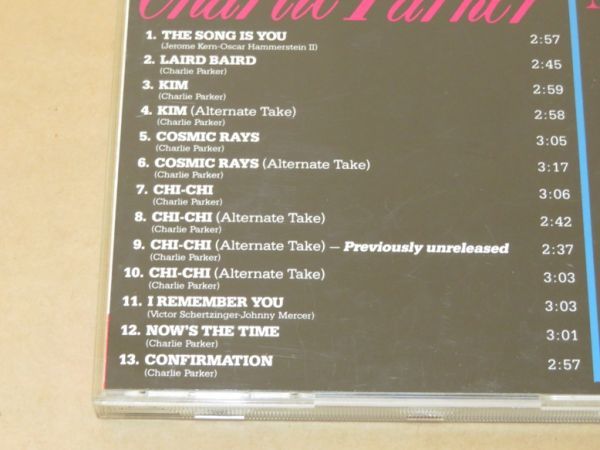 Charlie Parker
1. THE SONG IS YOU 2:57
(Jerome Kern-Oscar Hammerstein II)
2. LAIRD BAIRD 2:45
(Charlie Parker)
3. KIM 2:59
(Charlie Parker)
4. KIM (Alternate Take) 2:58
(Charlie Parker)
5. COSMIC RAYS 3:05
(Charlie Parker)
6. COSMIC RAYS (Alternate Take) 3:17
(Charlie Parker)
7. CHI-CHI 3:06
(Charlie Parker)
8. CHI-CHI (Alternate Take) 2:42
(Charlie Parker)
9. CHI-CHI (Alternate Take) — Previously unreleased 2:37
(Charlie Parker)
10. CHI-CHI (Alternate Take) 3:03
(Charlie Parker)
11. I REMEMBER YOU 3:03
(Victor Schertzinger-Johnny Mercer)
12. NOW'S THE TIME 3:01
(Charlie Parker)
13. CONFIRMATION 2:57
(Charlie Parker)